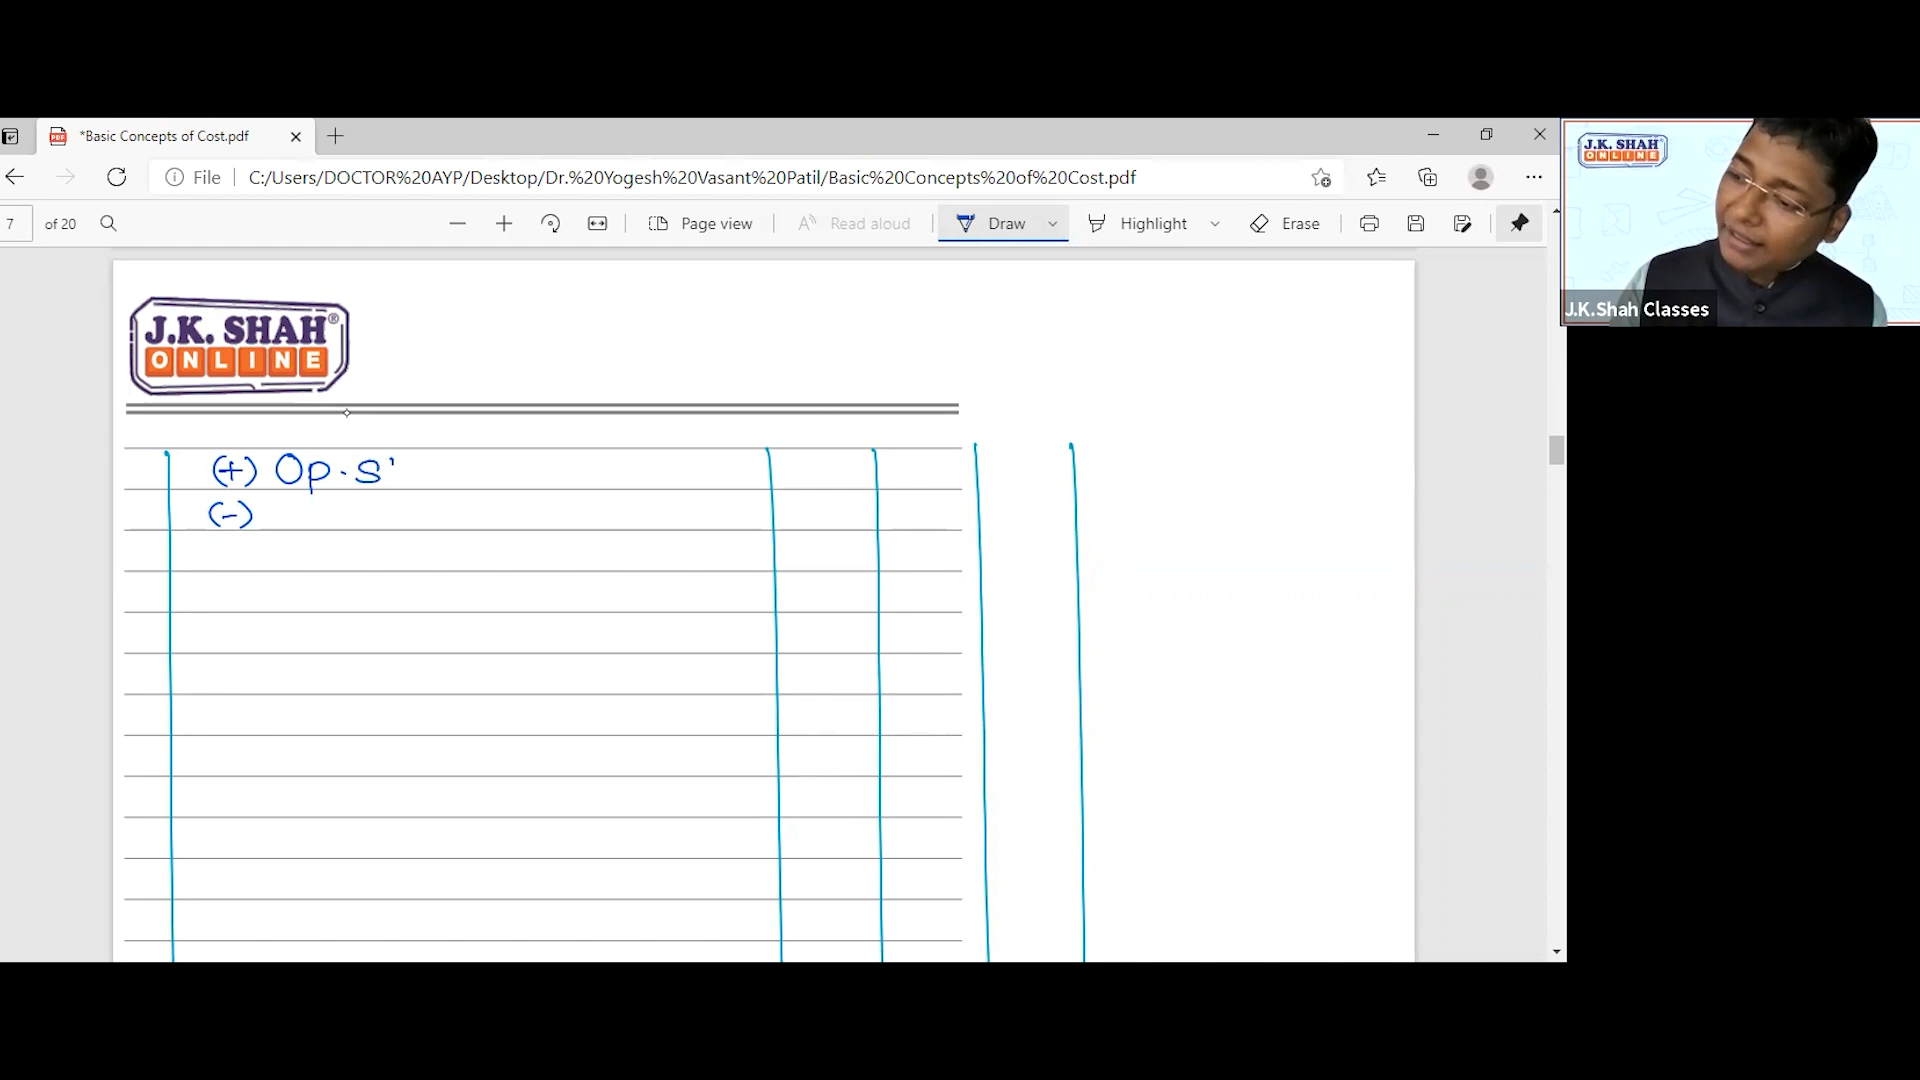 *Basic Concepts of Cost.pdf
File C:/Users/DOCTOR%20AYP/Desktop/Dr.%20Yogesh%20Vasant%20Patil/Basic%20Concepts%20of%20Cost.pdf
7 of 20 Page view Read aloud Draw Highlight Erase
J.K. SHAH®
ONLINE
J.K. SHAH®
ONLINE
J.K.Shah Classes
(+) Op. S'
(-)